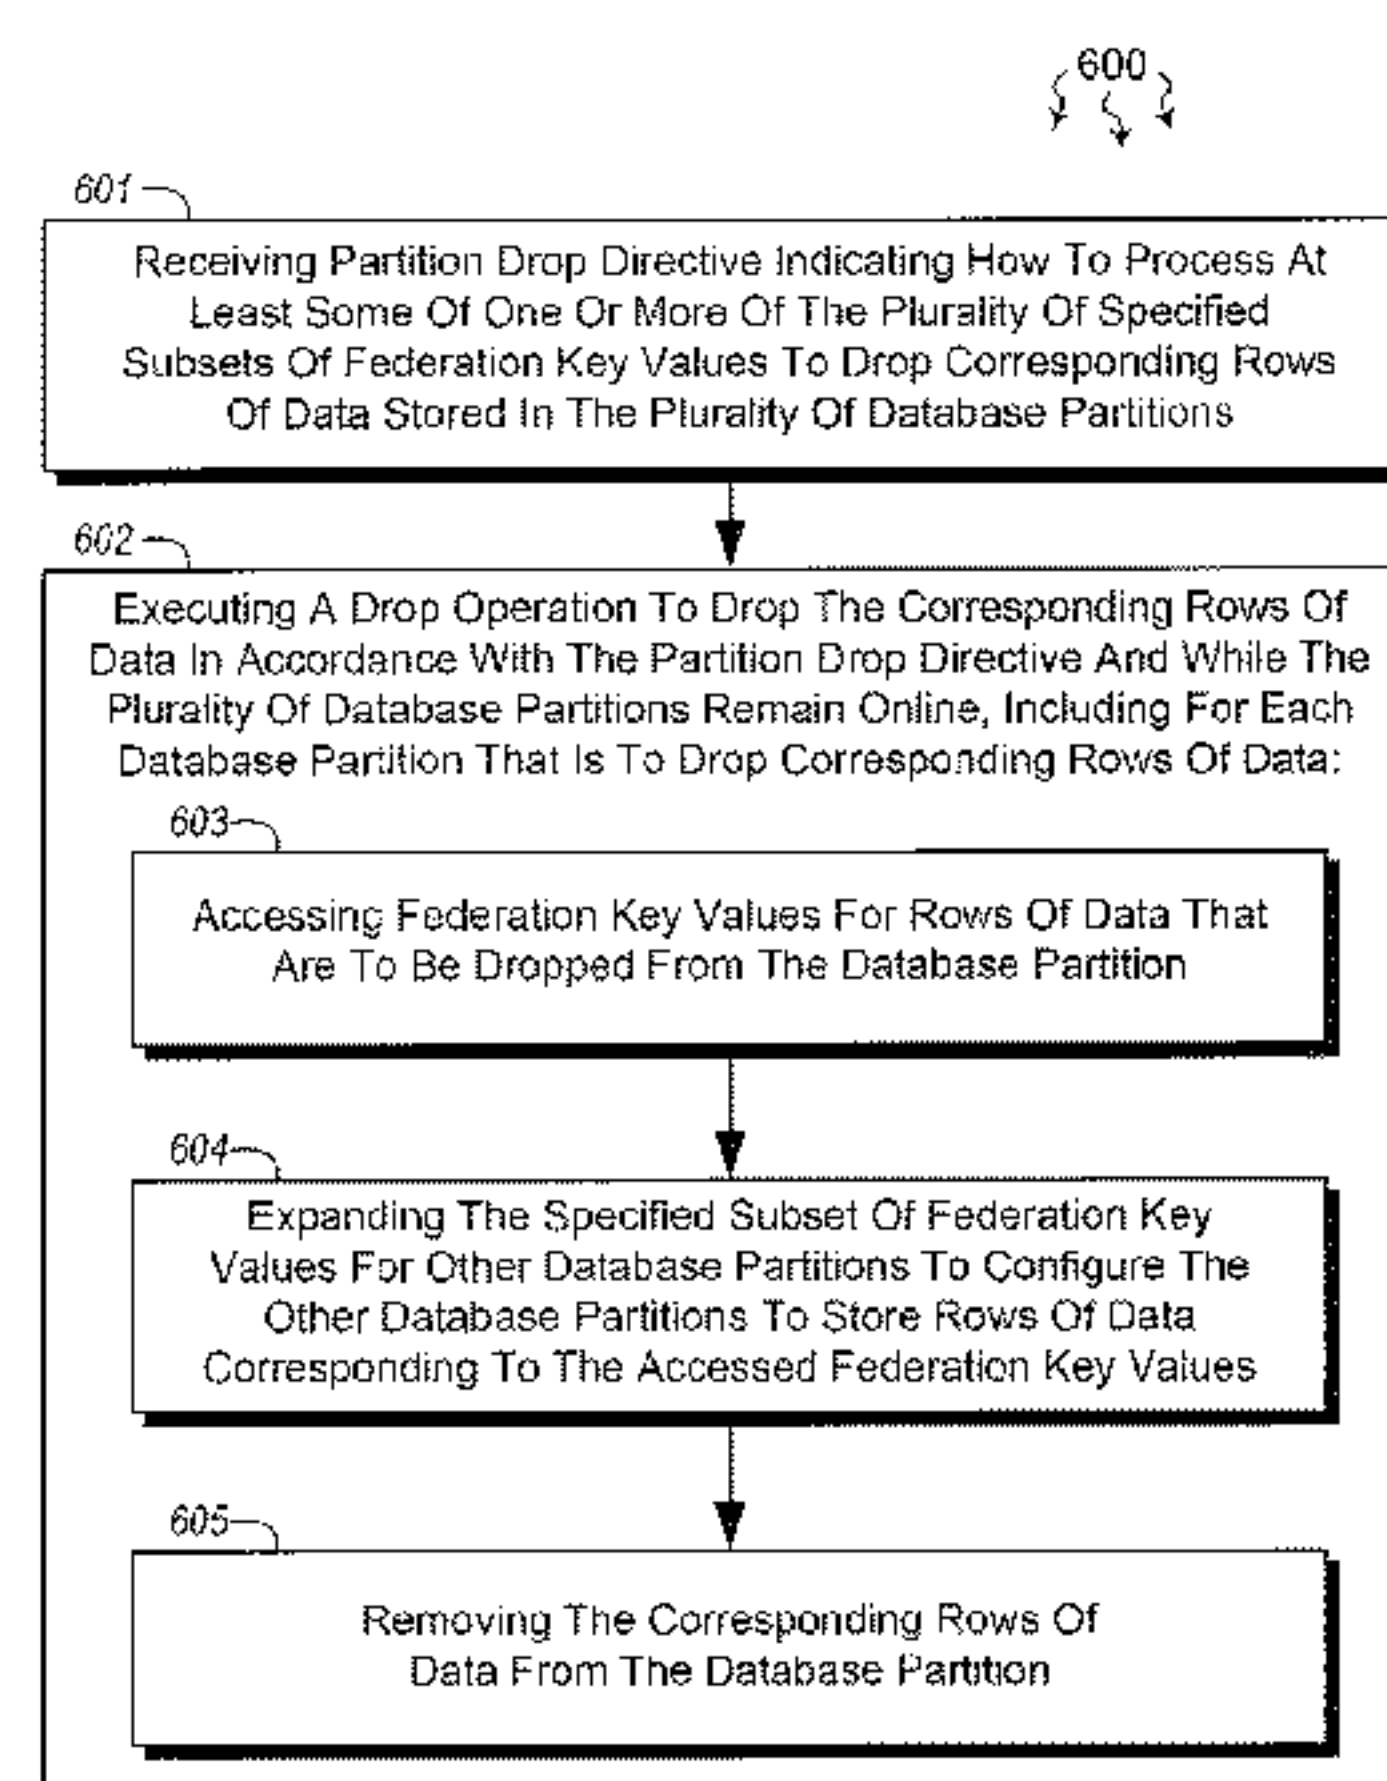 600
601
Receiving Partition Drop Directive Indicating How To Process At
Least Some Of One Or More Of The Plurality Of Specified
Subsets Of Federation Key Values To Drop Corresponding Rows
Of Data Stored In The Plurality Of Database Partitions
602
Executing A Drop Operation To Drop The Corresponding Rows Of
Data In Accordance With The Partition Drop Directive And While The
Plurality Of Database Partitions Remain Online, Including For Each
Database Partition That Is To Drop Corresponding Rows Of Data:
603
Accessing Federation Key Values For Rows Of Data That
Are To Be Dropped From The Database Partition
604
Expanding The Specified Subset Of Federation Key
Values For Other Database Partitions To Configure The
Other Database Partitions To Store Rows Of Data
Corresponding To The Accessed Federation Key Values
605
Removing The Corresponding Rows Of
Data From The Database Partition